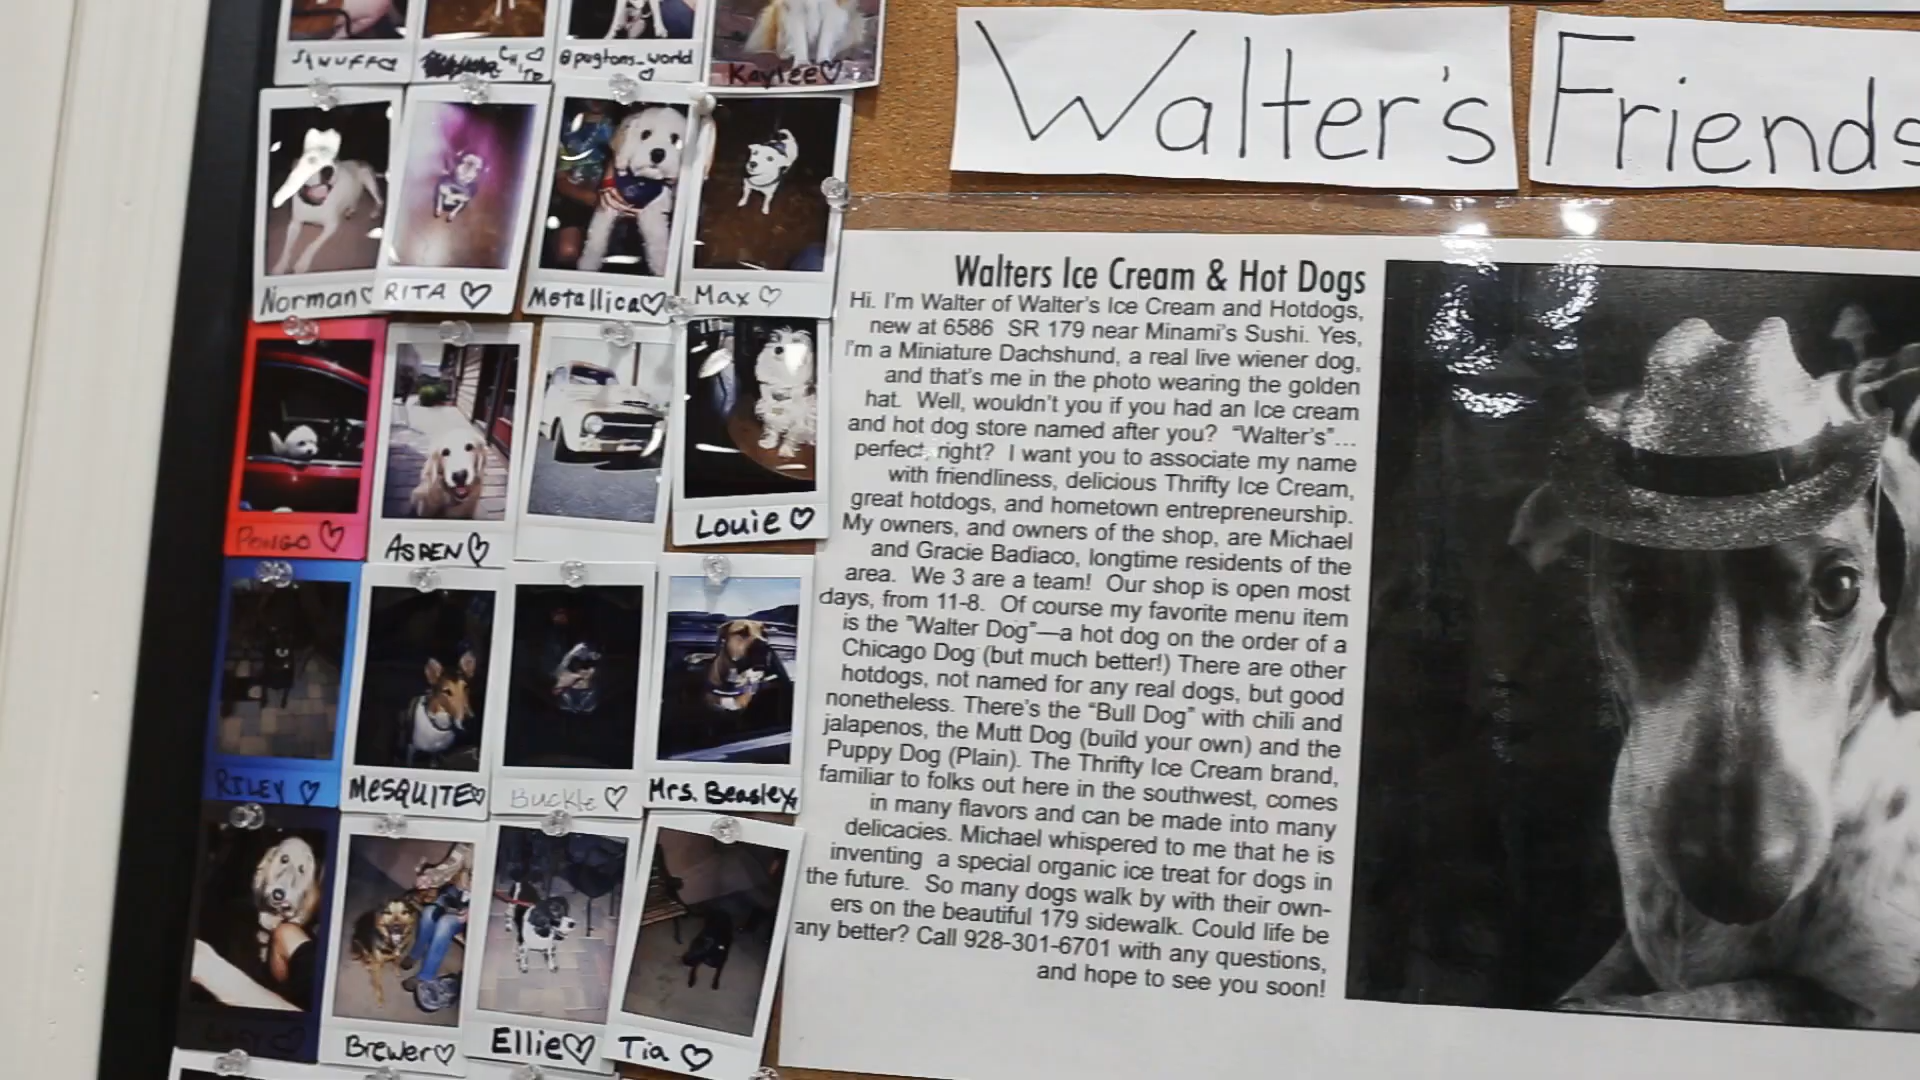 @pugtons_world
Kaylee
Walter's Friends
Norman
RITA
Metallica
Max
PONGO
ASPEN
Louie
RILEY
MESQUITE
Buckle
Mrs. Beasley
Brewer
Ellie
Tia
Walters Ice Cream & Hot Dogs
Hi. I'm Walter of Walter's Ice Cream and Hotdogs,
new at 6586 SR 179 near Minami's Sushi. Yes,
I'm a Miniature Dachshund, a real live wiener dog,
and that's me in the photo wearing the golden
hat. Well, wouldn't you if you had an Ice cream
and hot dog store named after you? "Walter's"...
perfect, right? I want you to associate my name
with friendliness, delicious Thrifty Ice Cream,
great hotdogs, and hometown entrepreneurship.
My owners, and owners of the shop, are Michael
and Gracie Badiaco, longtime residents of the
area. We 3 are a team! Our shop is open most
days, from 11-8. Of course my favorite menu item
is the "Walter Dog"—a hot dog on the order of a
Chicago Dog (but much better!) There are other
hotdogs, not named for any real dogs, but good
nonetheless. There's the "Bull Dog" with chili and
jalapenos, the Mutt Dog (build your own) and the
Puppy Dog (Plain). The Thrifty Ice Cream brand,
familiar to folks out here in the southwest, comes
in many flavors and can be made into many
delicacies. Michael whispered to me that he is
inventing a special organic ice treat for dogs in
the future. So many dogs walk by with their own-
ers on the beautiful 179 sidewalk. Could life be
any better? Call 928-301-6701 with any questions,
and hope to see you soon!